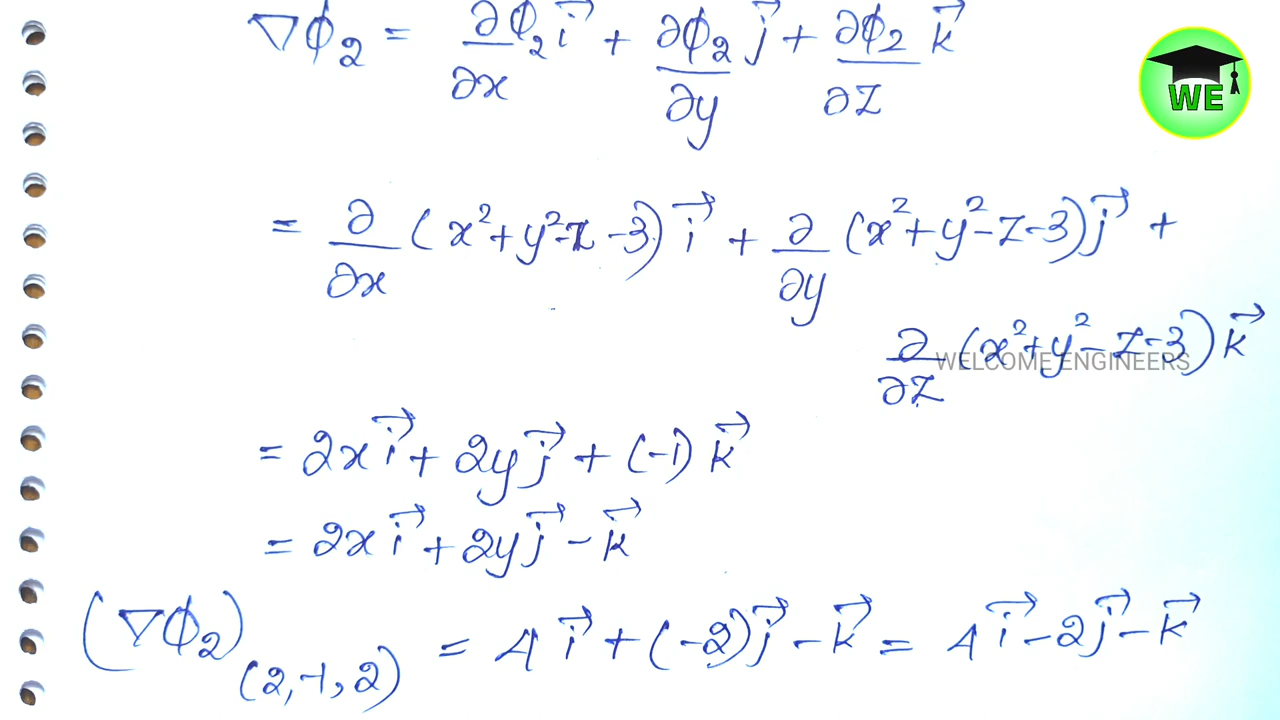 ∇ϕ₂ = ∂ϕ₂/∂x i⃗ + ∂ϕ₂/∂y j⃗ + ∂ϕ₂/∂z k⃗
WE
= ∂/∂x (x²+y²-z-3) i⃗ + ∂/∂y (x²+y²-z-3) j⃗ +
∂/∂z (x²+y²-z-3) k⃗
WELCOME ENGINEERS
= 2x i⃗ + 2y j⃗ + (-1) k⃗
= 2x i⃗ + 2y j⃗ - k⃗
(∇ϕ₂)(2,-1,2) = 4 i⃗ + (-2) j⃗ - k⃗ = 4 i⃗ - 2 j⃗ - k⃗